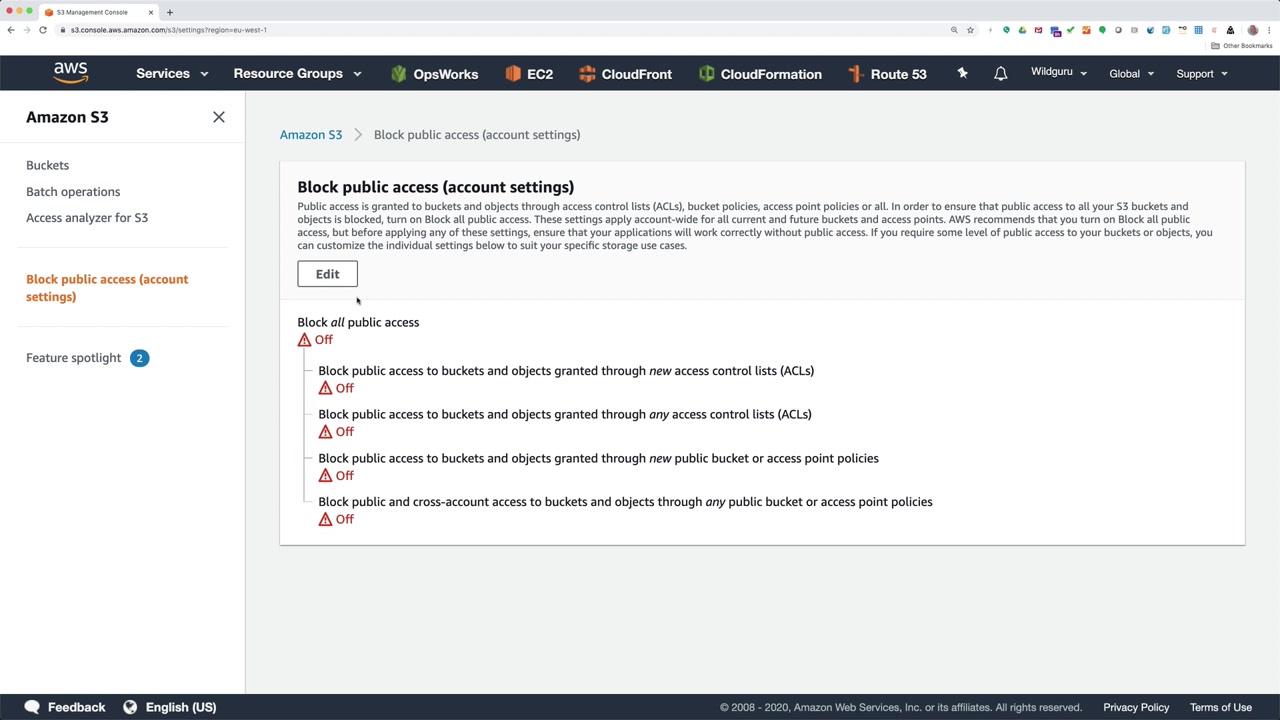 S3 Management Console
s3.console.aws.amazon.com/s3/settings?region=eu-west-1
Other Bookmarks
aws
Services
Resource Groups
OpsWorks
EC2
CloudFront
CloudFormation
Route 53
Wildguru
Global
Support
Amazon S3
Buckets
Batch operations
Access analyzer for S3
Block public access (account
settings)
Feature spotlight 2
Amazon S3 > Block public access (account settings)
Block public access (account settings)
Public access is granted to buckets and objects through access control lists (ACLs), bucket policies, access point policies or all. In order to ensure that public access to all your S3 buckets and
objects is blocked, turn on Block all public access. These settings apply account-wide for all current and future buckets and access points. AWS recommends that you turn on Block all public
access, but before applying any of these settings, ensure that your applications will work correctly without public access. If you require some level of public access to your buckets or objects, you
can customize the individual settings below to suit your specific storage use cases.
Edit
Block all public access
Off
Block public access to buckets and objects granted through new access control lists (ACLs)
Off
Block public access to buckets and objects granted through any access control lists (ACLs)
Off
Block public access to buckets and objects granted through new public bucket or access point policies
Off
Block public and cross-account access to buckets and objects through any public bucket or access point policies
Off
Feedback
English (US)
© 2008 - 2020, Amazon Web Services, Inc. or its affiliates. All rights reserved.
Privacy Policy
Terms of Use